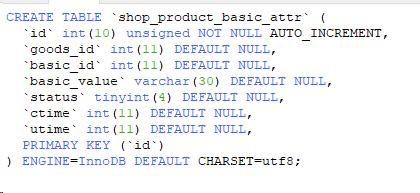 CREATE TABLE `shop_product_basic_attr` (
  `id` int(10) unsigned NOT NULL AUTO_INCREMENT,
  `goods_id` int(11) DEFAULT NULL,
  `basic_id` int(11) DEFAULT NULL,
  `basic_value` varchar(30) DEFAULT NULL,
  `status` tinyint(4) DEFAULT NULL,
  `ctime` int(11) DEFAULT NULL,
  `utime` int(11) DEFAULT NULL,
  PRIMARY KEY (`id`)
) ENGINE=InnoDB DEFAULT CHARSET=utf8;